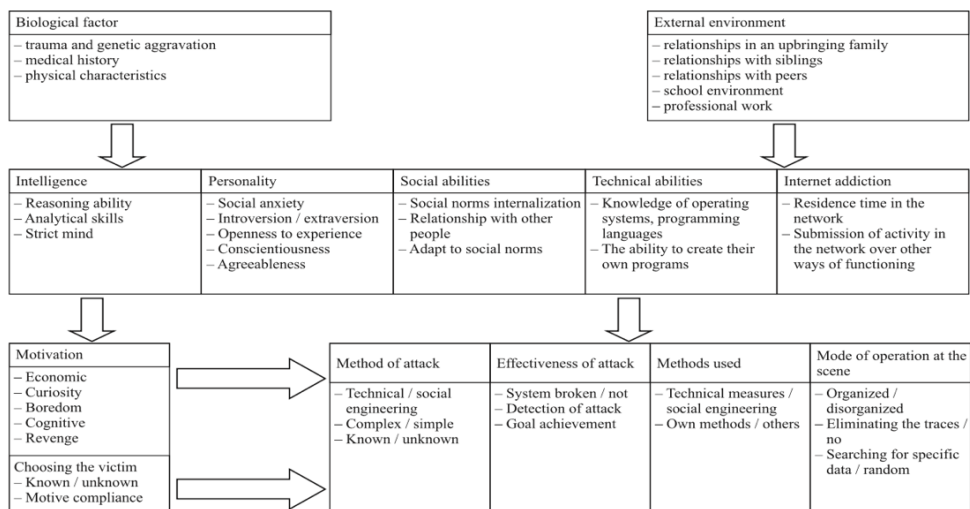 Biological factor
– trauma and genetic aggravation
– medical history
– physical characteristics
External environment
– relationships in an upbringing family
– relationships with siblings
– relationships with peers
– school environment
– professional work
Intelligence
– Reasoning ability
– Analytical skills
– Strict mind
Personality
– Social anxiety
– Introversion / extraversion
– Openness to experience
– Conscientiousness
– Agreeableness
Social abilities
– Social norms internalization
– Relationship with other
people
– Adapt to social norms
Technical abilities
– Knowledge of operating
systems, programming
languages
– The ability to create their
own programs
Internet addiction
– Residence time in the
network
– Submission of activity in
the network over other
ways of functioning
Motivation
– Economic
– Curiosity
– Boredom
– Cognitive
– Revenge
Choosing the victim
– Known / unknown
– Motive compliance
Method of attack
– Technical / social
engineering
– Complex / simple
– Known / unknown
Effectiveness of attack
– System broken / not
– Detection of attack
– Goal achievement
Methods used
– Technical measures /
social engineering
– Own methods / others
Mode of operation at the
scene
– Organized /
disorganized
– Eliminating the traces /
no
– Searching for specific
data / random